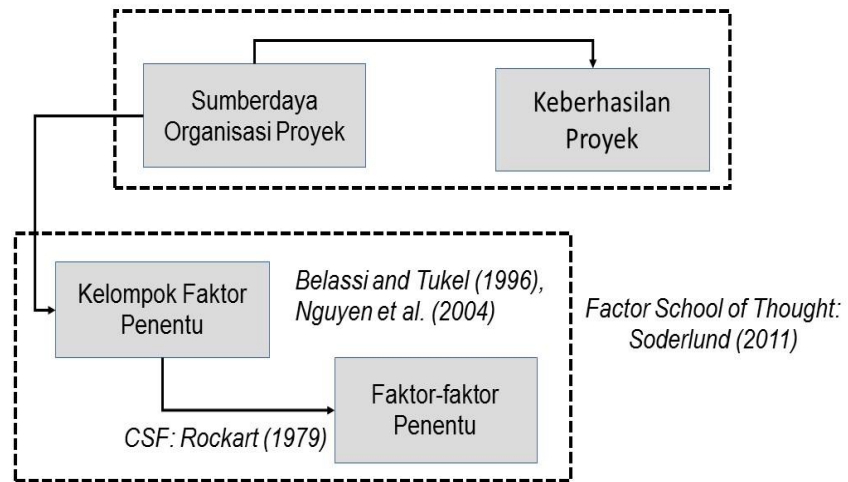 Sumberdaya
Organisasi Proyek
Keberhasilan
Proyek
Kelompok Faktor
Penentu
Belassi and Tukel (1996),
Nguyen et al. (2004)
Factor School of Thought:
Soderlund (2011)
Faktor-faktor
Penentu
CSF: Rockart (1979)